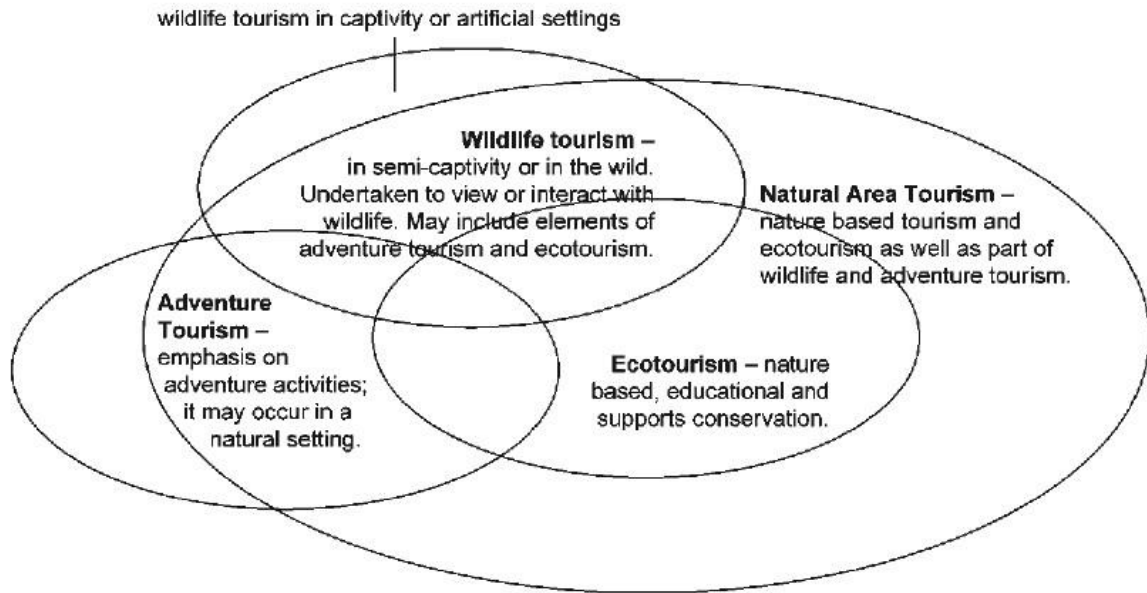 wildlife tourism in captivity or artificial settings
Wildlife tourism –
in semi-captivity or in the wild.
Undertaken to view or interact with
wildlife. May include elements of
adventure tourism and ecotourism.
Natural Area Tourism –
nature based tourism and
ecotourism as well as part of
wildlife and adventure tourism.
Adventure
Tourism –
emphasis on
adventure activities;
it may occur in a
natural setting.
Ecotourism – nature
based, educational and
supports conservation.